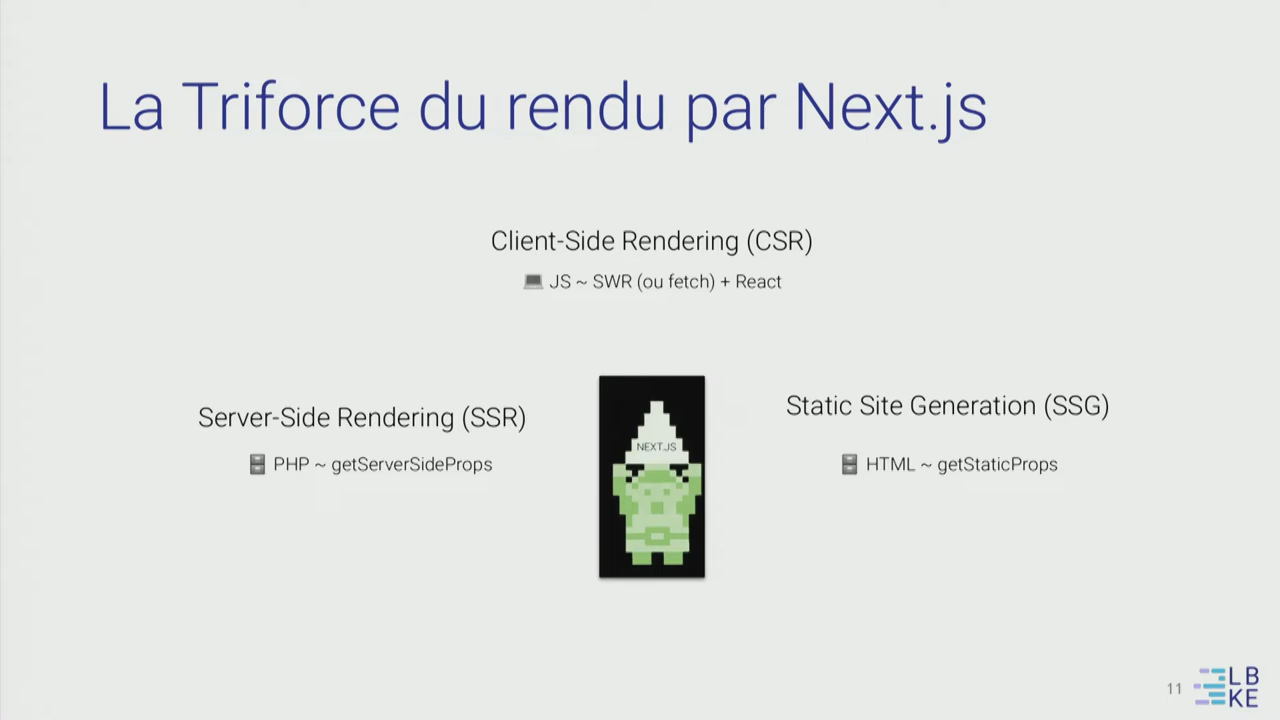 La Triforce du rendu par Next.js
Client-Side Rendering (CSR)
JS ~ SWR (ou fetch) + React
Server-Side Rendering (SSR)
PHP ~ getServerSideProps
NEXT.JS
Static Site Generation (SSG)
HTML ~ getStaticProps
11
LB
KE